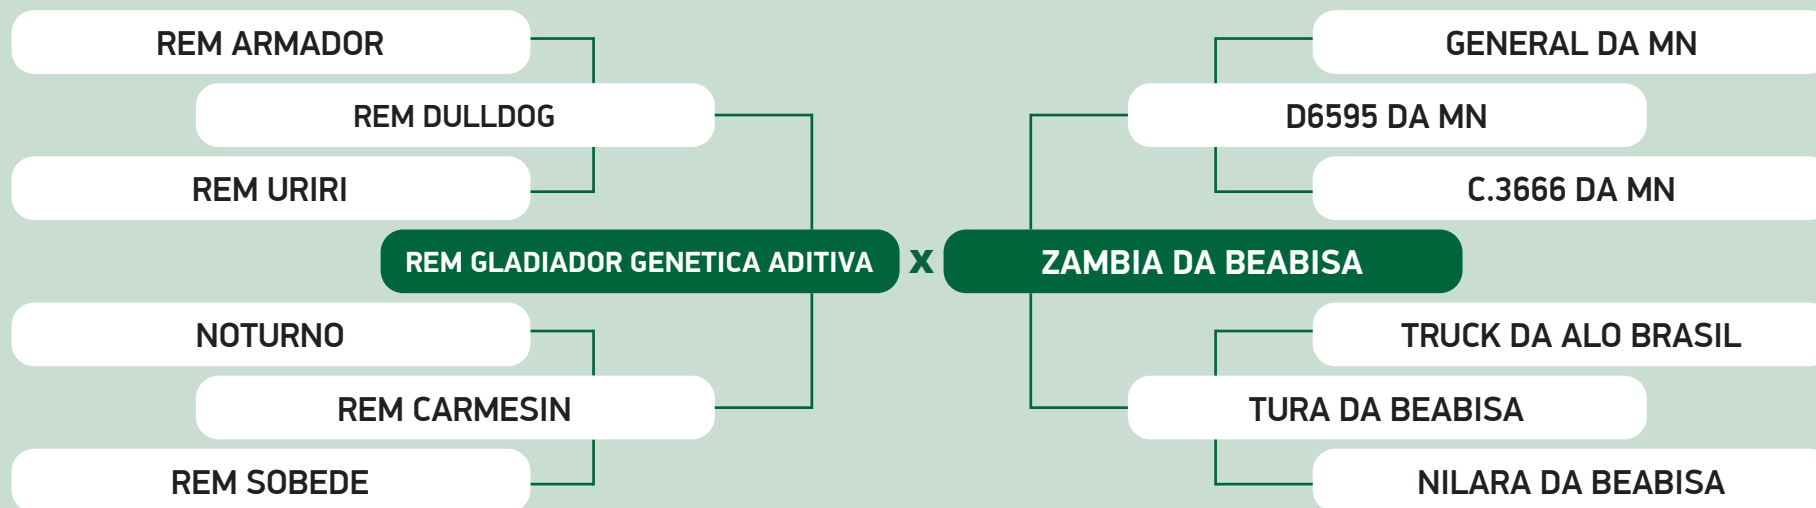 REM ARMADOR
GENERAL DA MN
REM DULLDOG
D6595 DA MN
REM URIRI
C.3666 DA MN
REM GLADIADOR GENETICA ADITIVA X ZAMBIA DA BEABISA
NOTURNO
TRUCK DA ALO BRASIL
REM CARMESIN
TURA DA BEABISA
REM SOBEDE
NILARA DA BEABISA